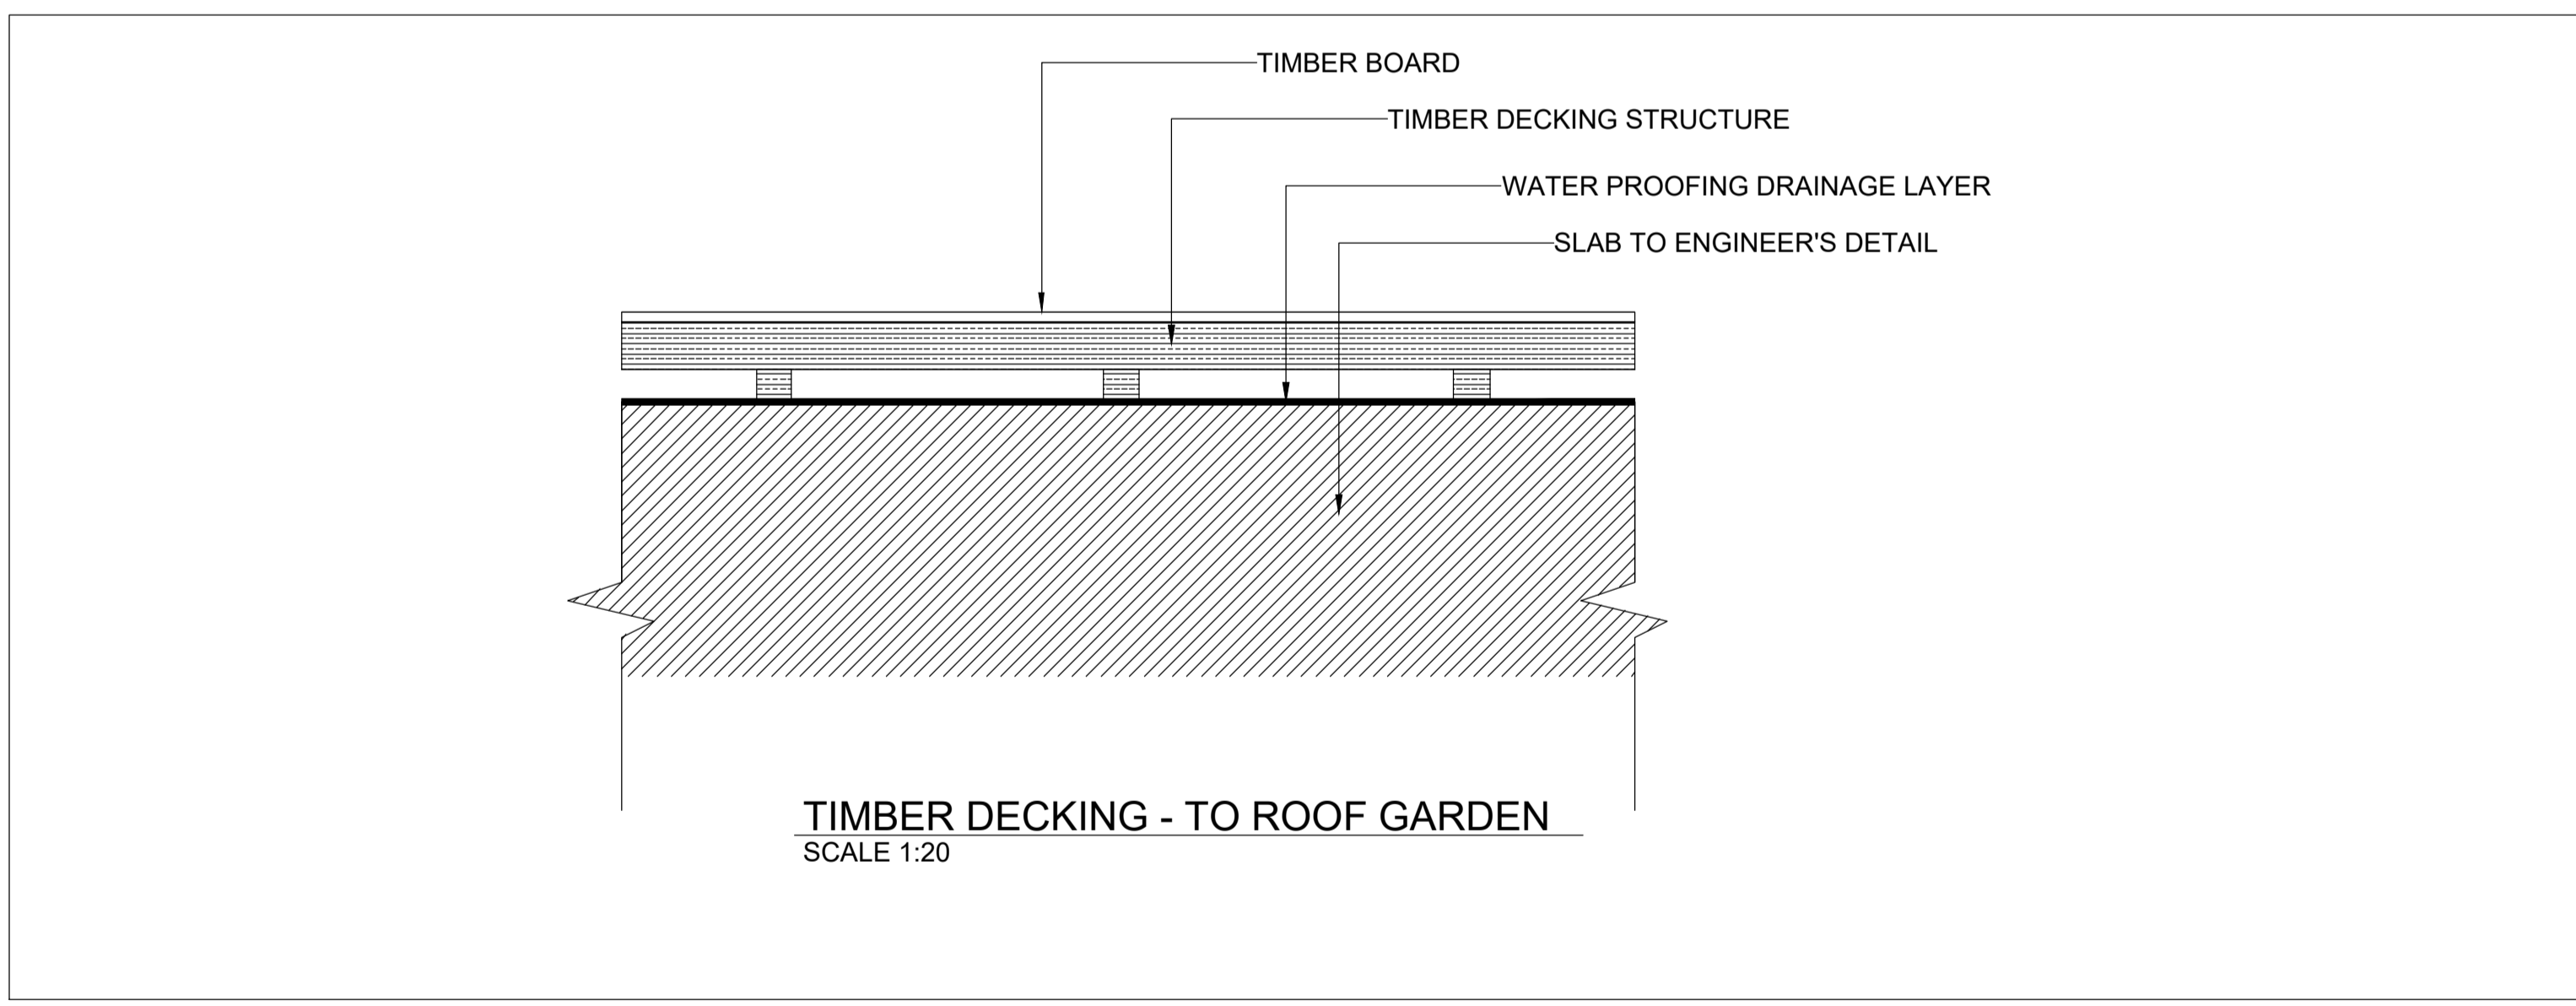 TIMBER BOARD
TIMBER DECKING STRUCTURE
WATER PROOFING DRAINAGE LAYER
SLAB TO ENGINEER'S DETAIL
TIMBER DECKING - TO ROOF GARDEN
SCALE 1:20